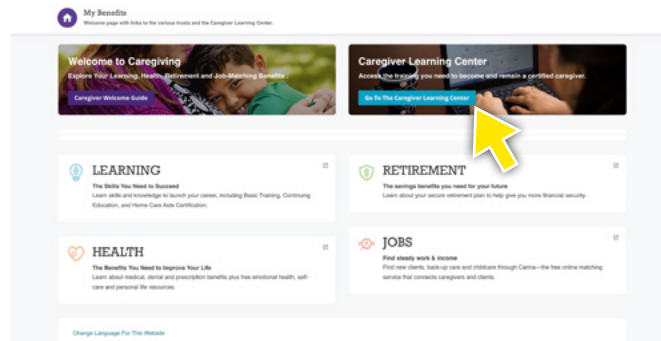 My Benefits
Welcome page with links to the various trusts and the Caregiver Learning Center.
Welcome to Caregiving
Explore Your Learning, Health, Retirement and Job-Matching Benefits .
Caregiver Welcome Guide
Caregiver Learning Center
Access the training you need to become and remain a certified caregiver.
Go To The Caregiver Learning Center
LEARNING
The Skills You Need to Succeed
Learn skills and knowledge to launch your career, including Basic Training, Continuing
Education, and Home Care Aide Certification.
RETIREMENT
The savings benefits you need for your future
Learn about your secure retirement plan to help give you more financial security.
HEALTH
The Benefits You Need to Improve Your Life
Learn about medical, dental and prescription benefits plus free emotional health, self-
care and personal life resources.
JOBS
Find steady work & income
Find new clients, back-up care and childcare through Carina—the free online matching
service that connects caregivers and clients.
Change Language For This Website